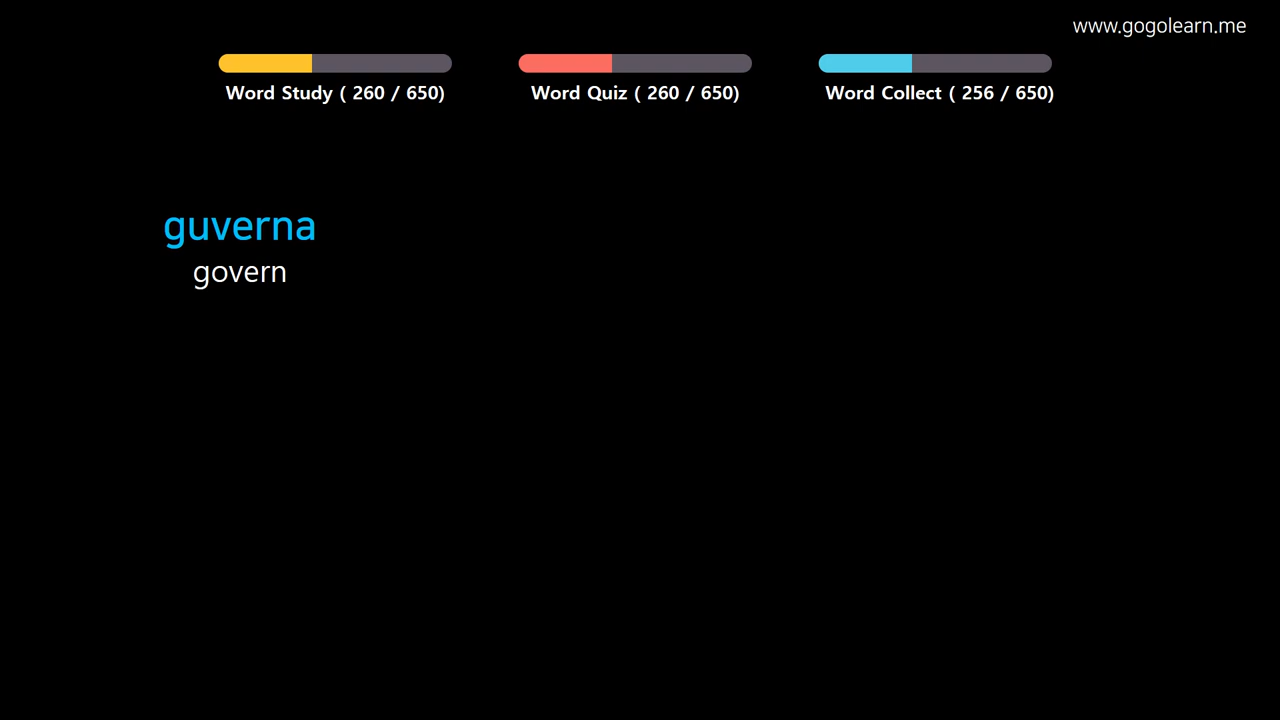 www.gogolearn.me
Word Study ( 260 / 650)
Word Quiz ( 260 / 650)
Word Collect ( 256 / 650)
guverna
govern